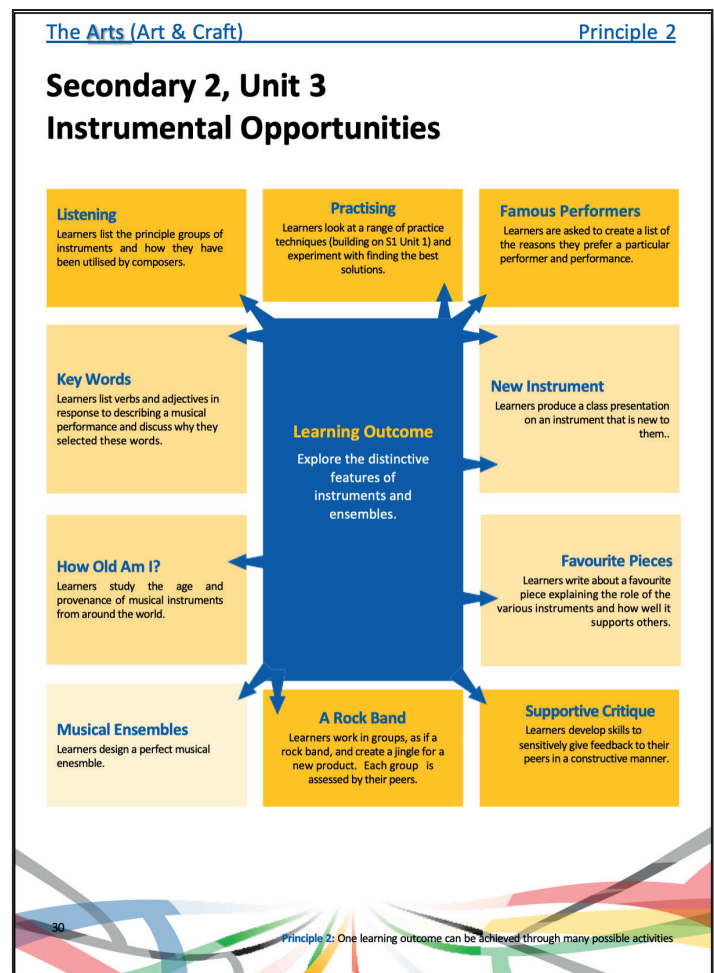 The Arts (Art & Craft)
Principle 2
Secondary 2, Unit 3
Instrumental Opportunities
Listening
Learners list the principle groups of
instruments and how they have
been utilised by composers.
Practising
Learners look at a range of practice
techniques (building on S1 Unit 1) and
experiment with finding the best
solutions.
Famous Performers
Learners are asked to create a list of
the reasons they prefer a particular
performer and performance.
Key Words
Learners list verbs and adjectives in
response to describing a musical
performance and discuss why they
selected these words.
Learning Outcome
Explore the distinctive
features of
instruments and
ensembles.
New Instrument
Learners produce a class presentation
on an instrument that is new to
them..
How Old Am I?
Learners study the age and
provenance of musical instruments
from around the world.
Favourite Pieces
Learners write about a favourite
piece explaining the role of the
various instruments and how well it
supports others.
Musical Ensembles
Learners design a perfect musical
enesmble.
A Rock Band
Learners work in groups, as if a
rock band, and create a jingle for a
new product. Each group is
assessed by their peers.
Supportive Critique
Learners develop skills to
sensitively give feedback to their
peers in a constructive manner.
30
Principle 2: One learning outcome can be achieved through many possible activities